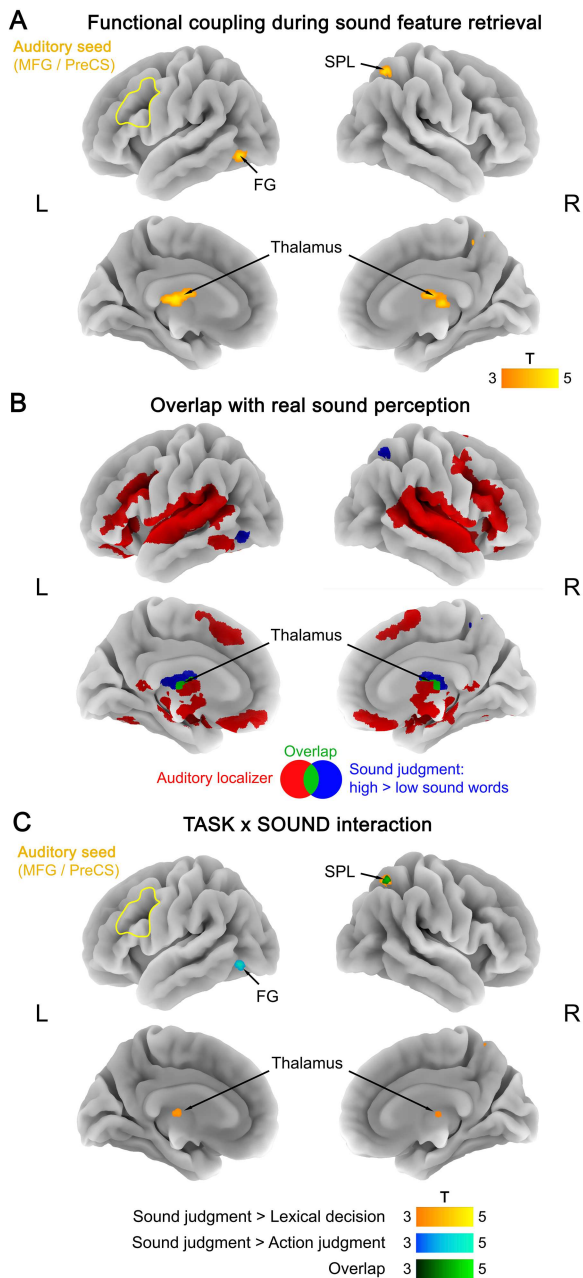 A
Functional coupling during sound feature retrieval
Auditory seed
(MFG / PreCS)
SPL
FG
L
R
Thalamus
T
3
5
B
Overlap with real sound perception
L
R
Thalamus
Overlap
Auditory localizer
Sound judgment:
high > low sound words
C
TASK x SOUND interaction
Auditory seed
(MFG / PreCS)
SPL
FG
L
R
Thalamus
T
Sound judgment > Lexical decision 3 5
Sound judgment > Action judgment 3 5
Overlap 3 5